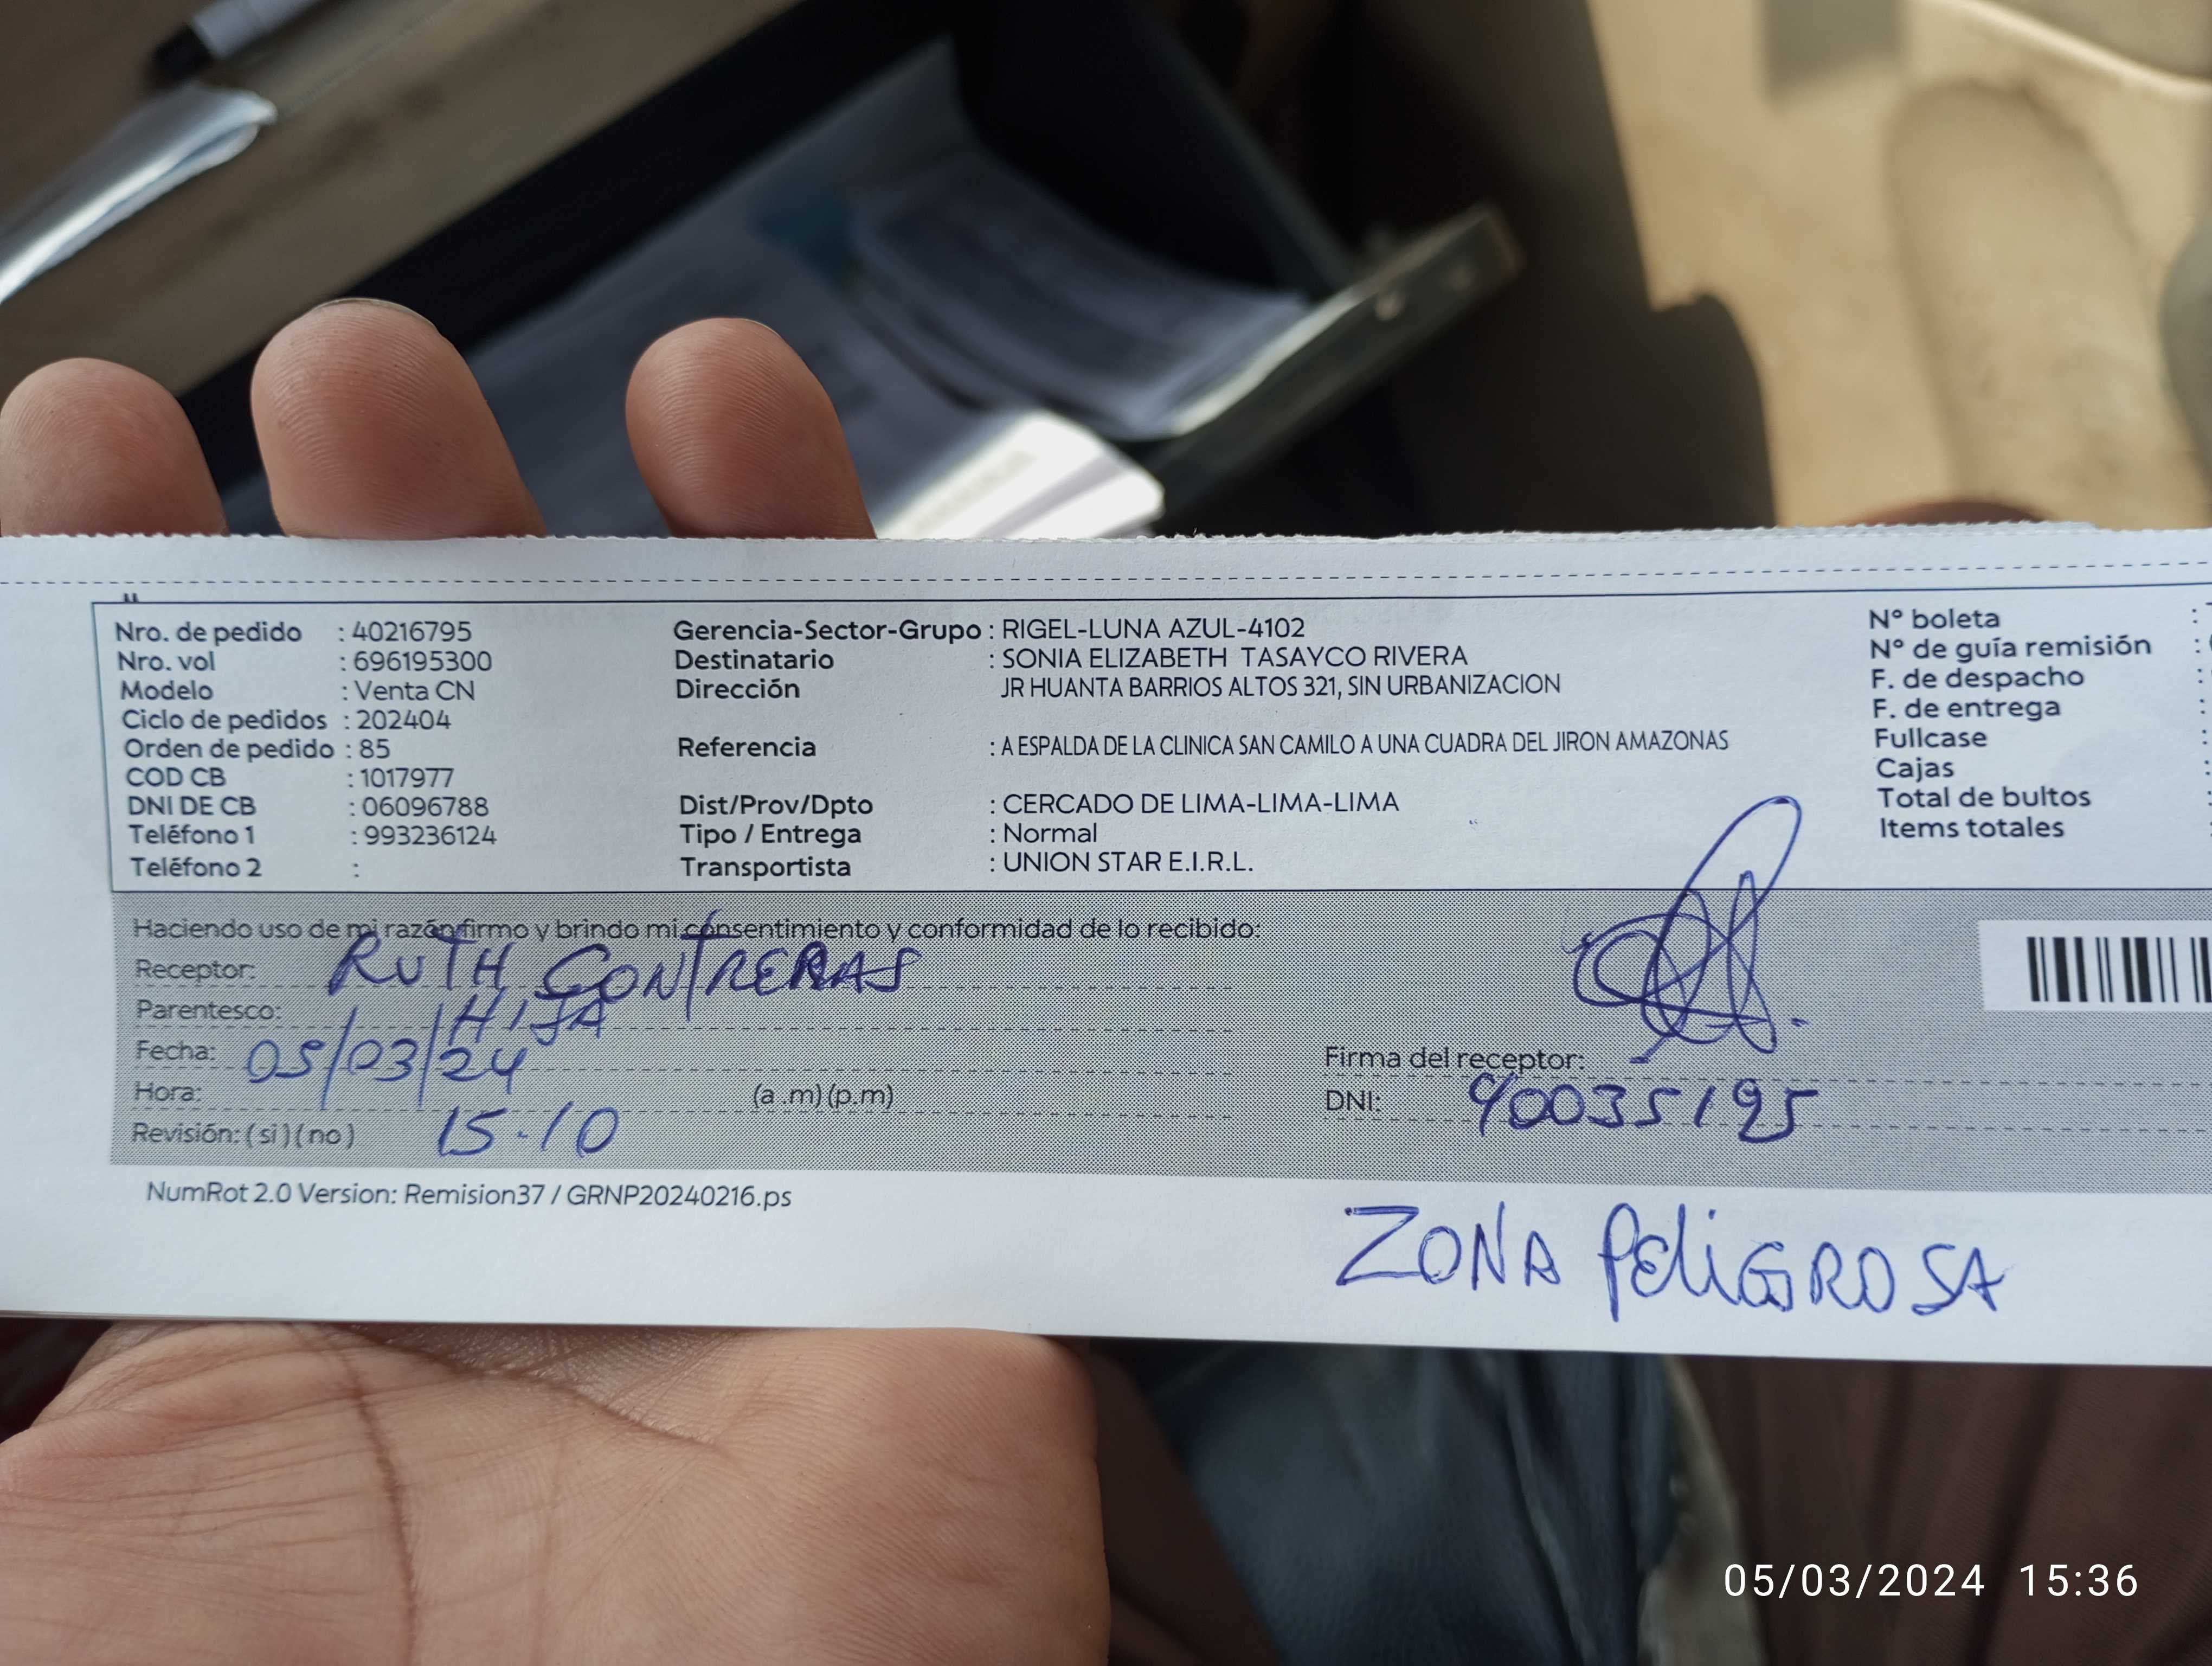 Nro. de pedido : 40216795
Nro. vol : 696195300
Modelo : Venta CN
Ciclo de pedidos : 202404
Orden de pedido : 85
COD CB : 1017977
DNI DE CB : 06096788
Teléfono 1 : 993236124
Teléfono 2 :
Gerencia-Sector-Grupo : RIGEL-LUNA AZUL-4102
Destinatario : SONIA ELIZABETH TASAYCO RIVERA
Dirección JR HUANTA BARRIOS ALTOS 321, SIN URBANIZACION
Referencia : A ESPALDA DE LA CLINICA SAN CAMILO A UNA CUADRA DEL JIRON AMAZONAS
Dist/Prov/Dpto : CERCADO DE LIMA-LIMA-LIMA
Tipo / Entrega : Normal
Transportista : UNION STAR E.I.R.L.
N° boleta :
N° de guía remisión :
F. de despacho :
F. de entrega :
Fullcase :
Cajas :
Total de bultos :
Items totales :
Haciendo uso de mi razón firmo y brindo mi consentimiento y conformidad de lo recibido:
Receptor: RUTH CONTRERAS
Parentesco: HIJA
Fecha: 05/03/24
Hora: (a .m) (p.m)
Revisión: ( si ) ( no ) 15.10
Firma del receptor:
DNI: 40035195
NumRot 2.0 Version: Remision37 / GRNP20240216.ps
ZONA PELIGROSA
05/03/2024 15:36